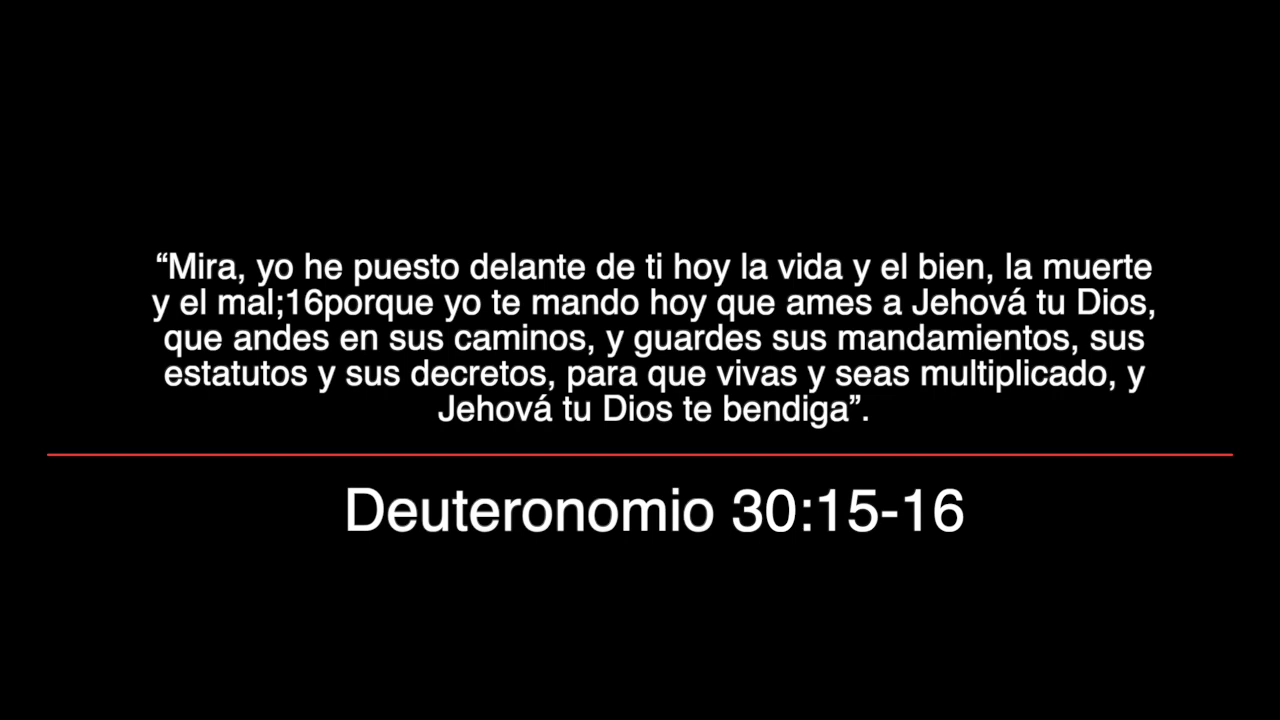 “Mira, yo he puesto delante de ti hoy la vida y el bien, la muerte
y el mal;16porque yo te mando hoy que ames a Jehová tu Dios,
que andes en sus caminos, y guardes sus mandamientos, sus
estatutos y sus decretos, para que vivas y seas multiplicado, y
Jehová tu Dios te bendiga”.
Deuteronomio 30:15-16